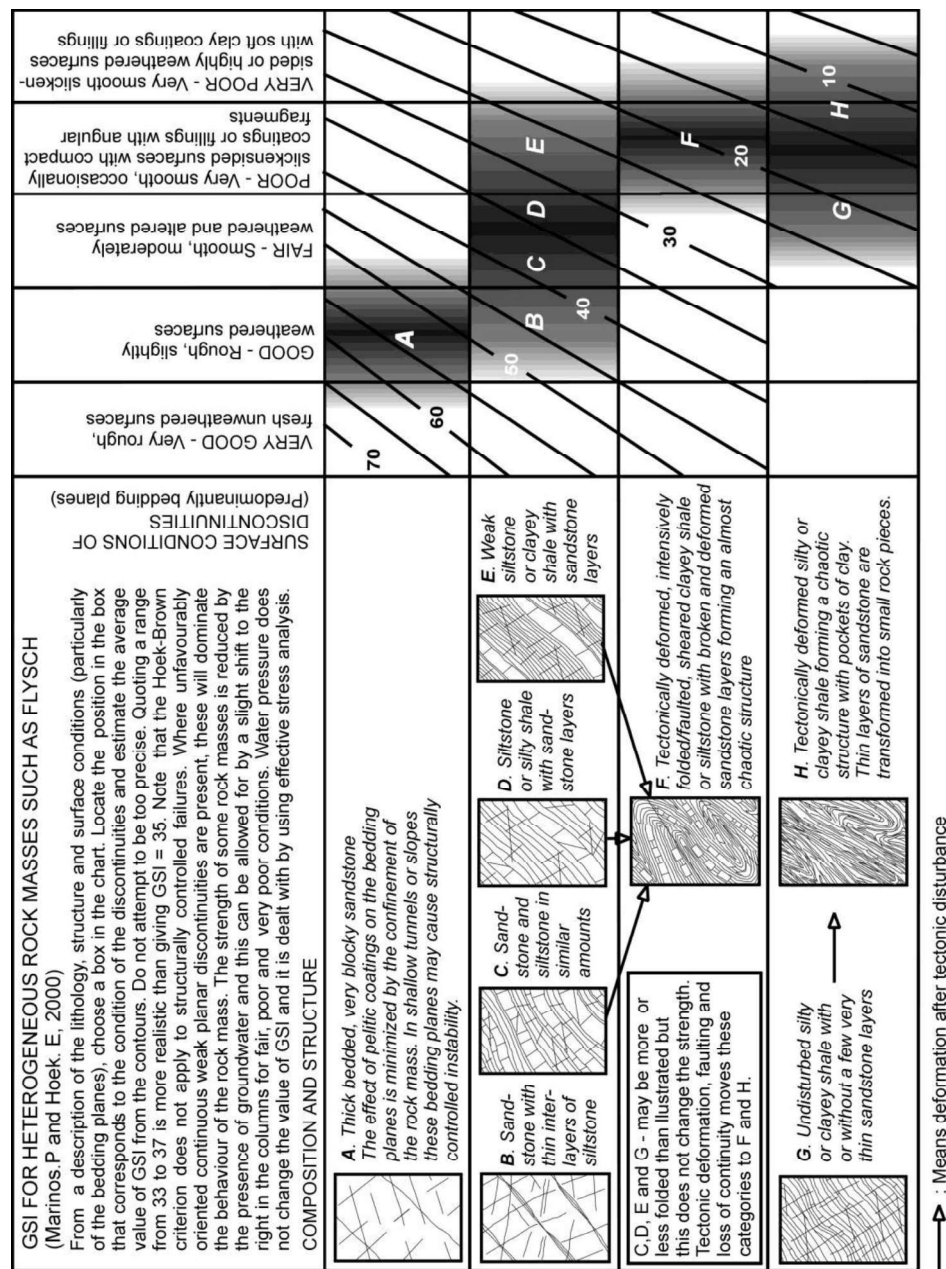 GSI FOR HETEROGENEOUS ROCK MASSES SUCH AS FLYSCH
(Marinos.P and Hoek. E, 2000)
From a description of the lithology, structure and surface conditions (particularly
of the bedding planes), choose a box in the chart. Locate the position in the box
that corresponds to the condition of the discontinuities and estimate the average
value of GSI from the contours. Do not attempt to be too precise. Quoting a range
from 33 to 37 is more realistic than giving GSI = 35. Note that the Hoek-Brown
criterion does not apply to structurally controlled failures. Where unfavourably
oriented continuous weak planar discontinuities are present, these will dominate
the behaviour of the rock mass. The strength of some rock masses is reduced by
the presence of groundwater and this can be allowed for by a slight shift to the
right in the columns for fair, poor and very poor conditions. Water pressure does
not change the value of GSI and it is dealt with by using effective stress analysis.
COMPOSITION AND STRUCTURE
SURFACE CONDITIONS OF
DISCONTINUITIES
(Predominantly bedding planes)
VERY GOOD - Very rough,
fresh unweathered surfaces
GOOD - Rough, slightly
weathered surfaces
FAIR - Smooth, moderately
weathered and altered surfaces
POOR - Very smooth, occasionally
slickensided surfaces with compact
coatings or fillings with angular
fragments
VERY POOR - Very smooth slicken-
sided or highly weathered surfaces
with soft clay coatings or fillings
A. Thick bedded, very blocky sandstone
The effect of pelitic coatings on the bedding
planes is minimized by the confinement of
the rock mass. In shallow tunnels or slopes
these bedding planes may cause structurally
controlled instability.
70
60
A
B. Sand-
stone with
thin inter-
layers of
siltstone
C. Sand-
stone and
siltstone in
similar
amounts
D. Siltstone
or silty shale
with sand-
stone layers
E. Weak
siltstone
or clayey
shale with
sandstone
layers
50
B
40
C
D
E
C,D, E and G - may be more or
less folded than illustrated but
this does not change the strength.
Tectonic deformation, faulting and
loss of continuity moves these
categories to F and H.
F. Tectonically deformed, intensively
folded/faulted, sheared clayey shale
or siltstone with broken and deformed
sandstone layers forming an almost
chaotic structure
30
F
20
G. Undisturbed silty
or clayey shale with
or without a few very
thin sandstone layers
H. Tectonically deformed silty or
clayey shale forming a chaotic
structure with pockets of clay.
Thin layers of sandstone are
transformed into small rock pieces.
G
H
10
: Means deformation after tectonic disturbance